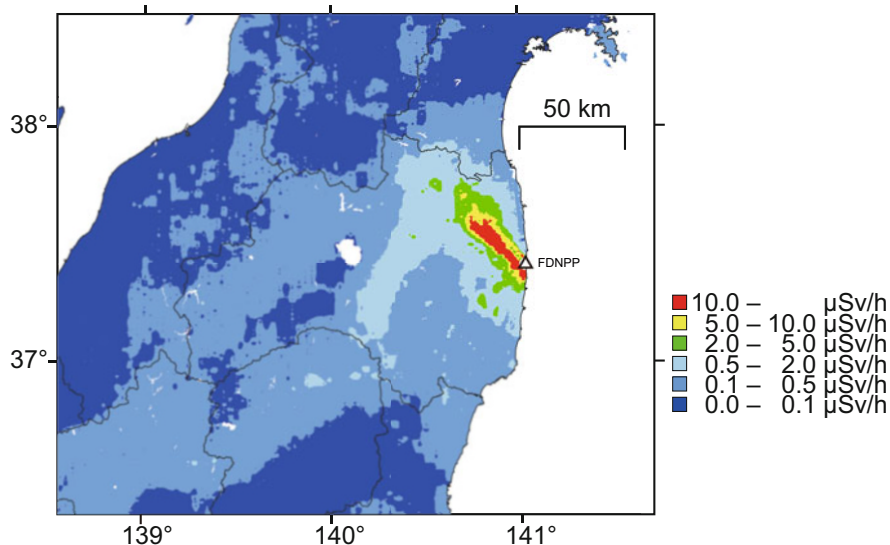 38°
50 km
FDNPP
10.0 – μSv/h
5.0 – 10.0 μSv/h
2.0 – 5.0 μSv/h
0.5 – 2.0 μSv/h
0.1 – 0.5 μSv/h
0.0 – 0.1 μSv/h
37°
139° 140° 141°